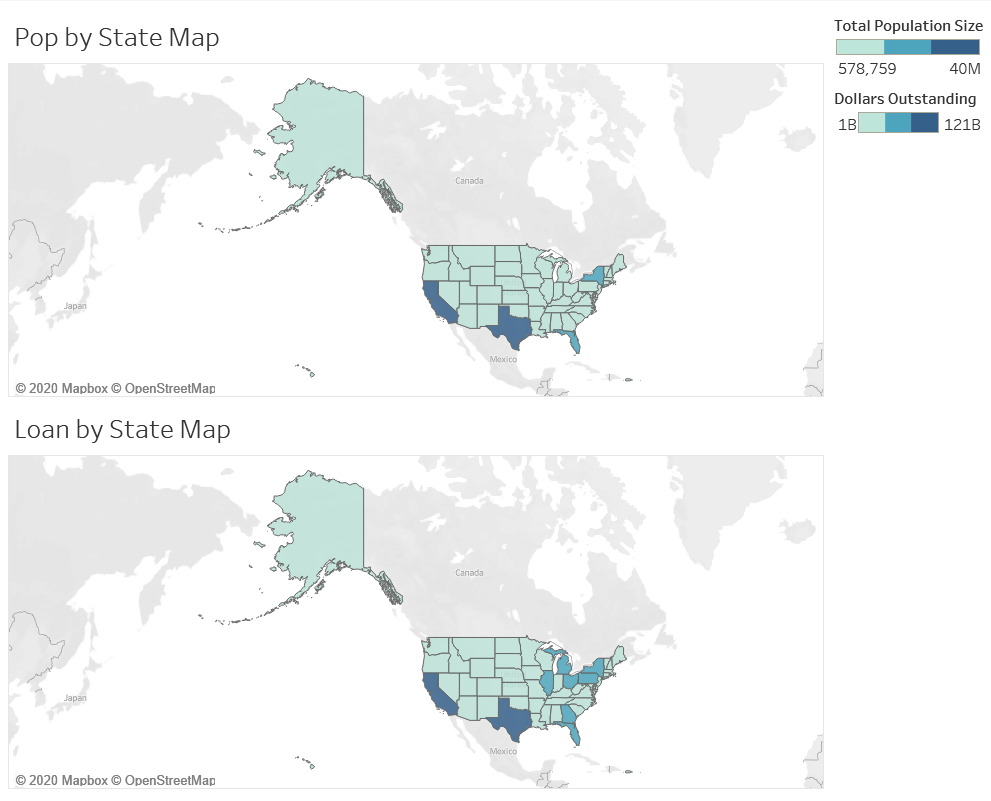 Pop by State Map
Total Population Size
578,759 40M
Dollars Outstanding
1B 121B
Canada
Japan
Mexico
© 2020 Mapbox © OpenStreetMap
Loan by State Map
Canada
Japan
Mexico
© 2020 Mapbox © OpenStreetMap